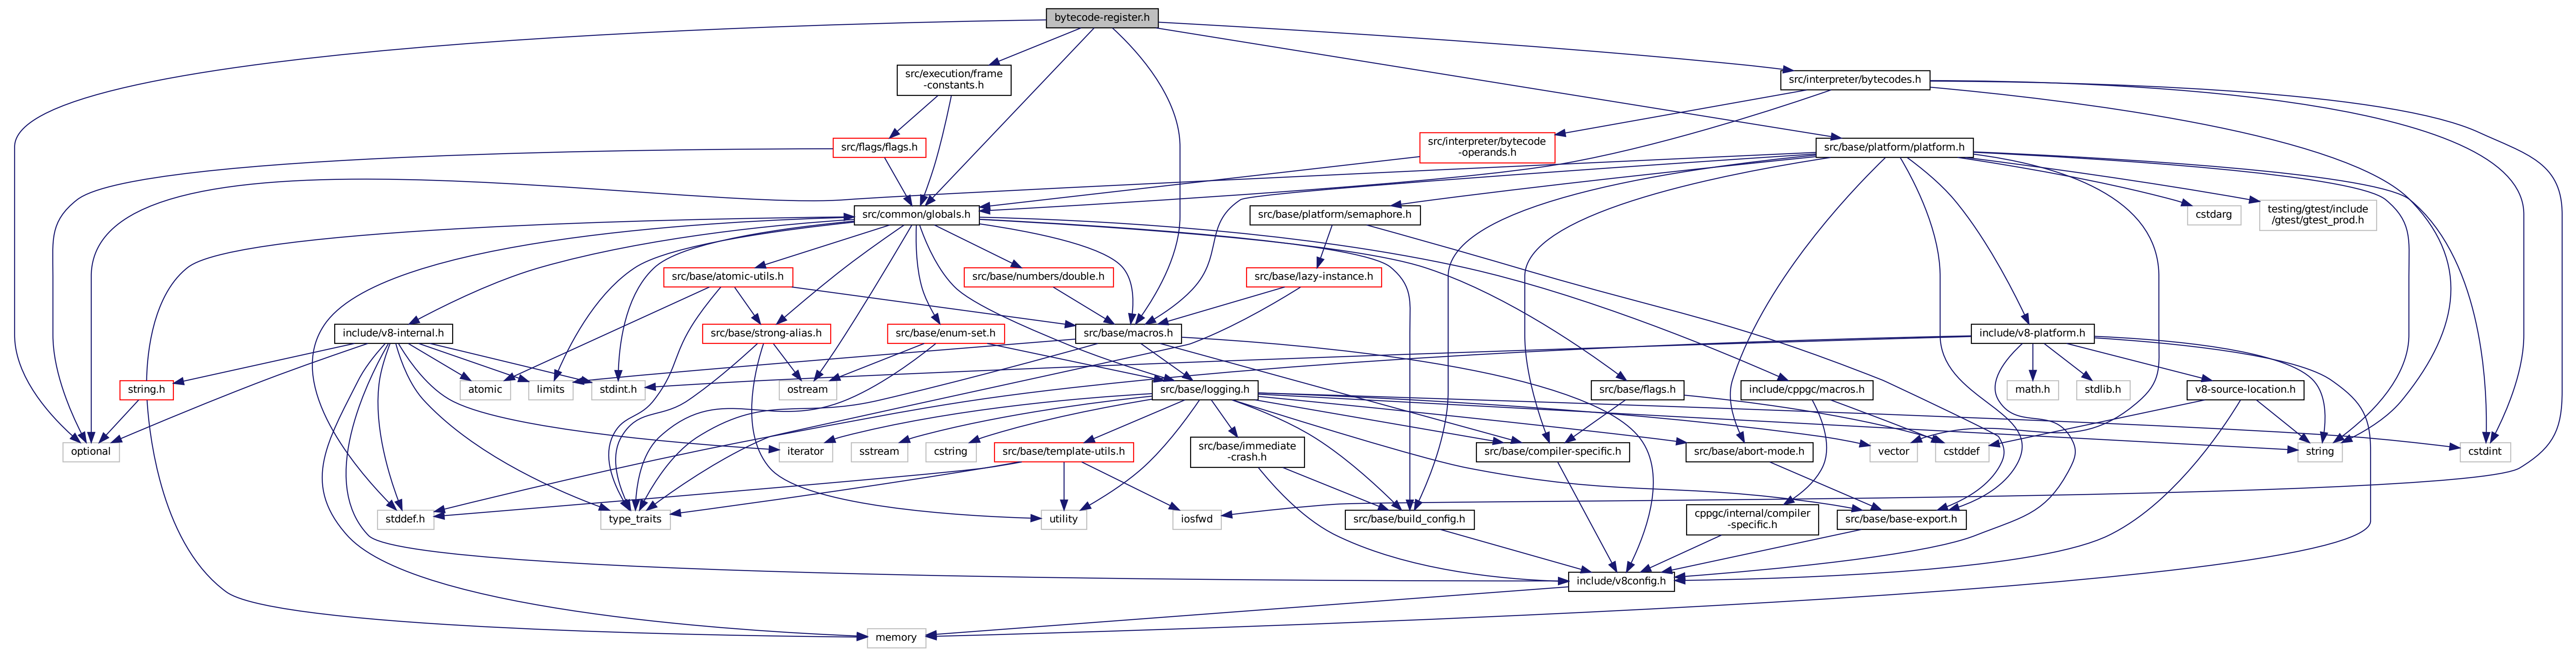 bytecode-register.h
src/execution/frame
-constants.h
src/interpreter/bytecodes.h
src/flags/flags.h
src/interpreter/bytecode
-operands.h
src/base/platform/platform.h
src/common/globals.h
src/base/platform/semaphore.h
cstdarg
testing/gtest/include
/gtest/gtest_prod.h
src/base/atomic-utils.h
src/base/numbers/double.h
src/base/lazy-instance.h
include/v8-internal.h
src/base/strong-alias.h
src/base/enum-set.h
src/base/macros.h
include/v8-platform.h
string.h
atomic
limits
stdint.h
ostream
src/base/logging.h
src/base/flags.h
include/cppgc/macros.h
math.h
stdlib.h
v8-source-location.h
optional
iterator
sstream
cstring
src/base/template-utils.h
src/base/immediate
-crash.h
src/base/compiler-specific.h
src/base/abort-mode.h
vector
cstddef
string
cstdint
stddef.h
type_traits
utility
iosfwd
src/base/build_config.h
cppgc/internal/compiler
-specific.h
src/base/base-export.h
include/v8config.h
memory